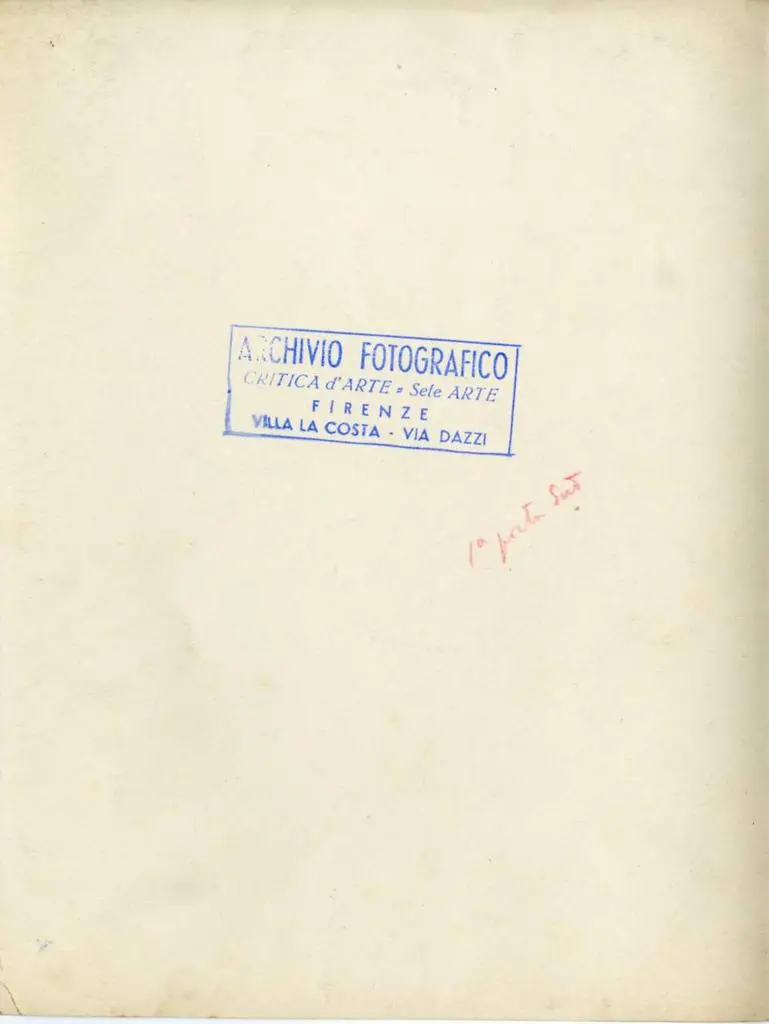 ARCHIVIO FOTOGRAFICO
CRITICA d'ARTE = Sele ARTE
FIRENZE
VILLA LA COSTA - VIA DAZZI
1ª porta Sud